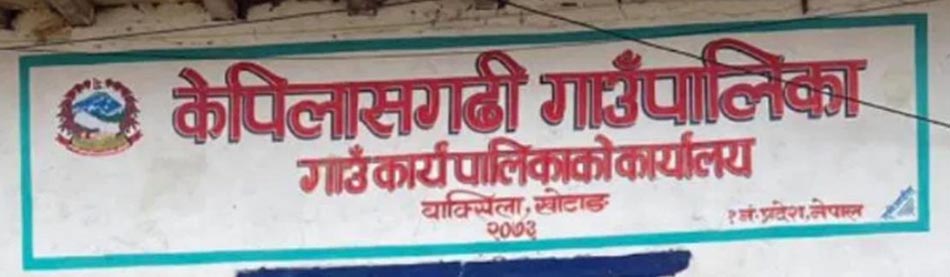 केपिलासगढी गाउँपालिका
गाउँ कार्यपालिकाको कार्यालय
वाक्सिला, खोटाङ
२०७३
१ नं. प्रदेश, नेपाल